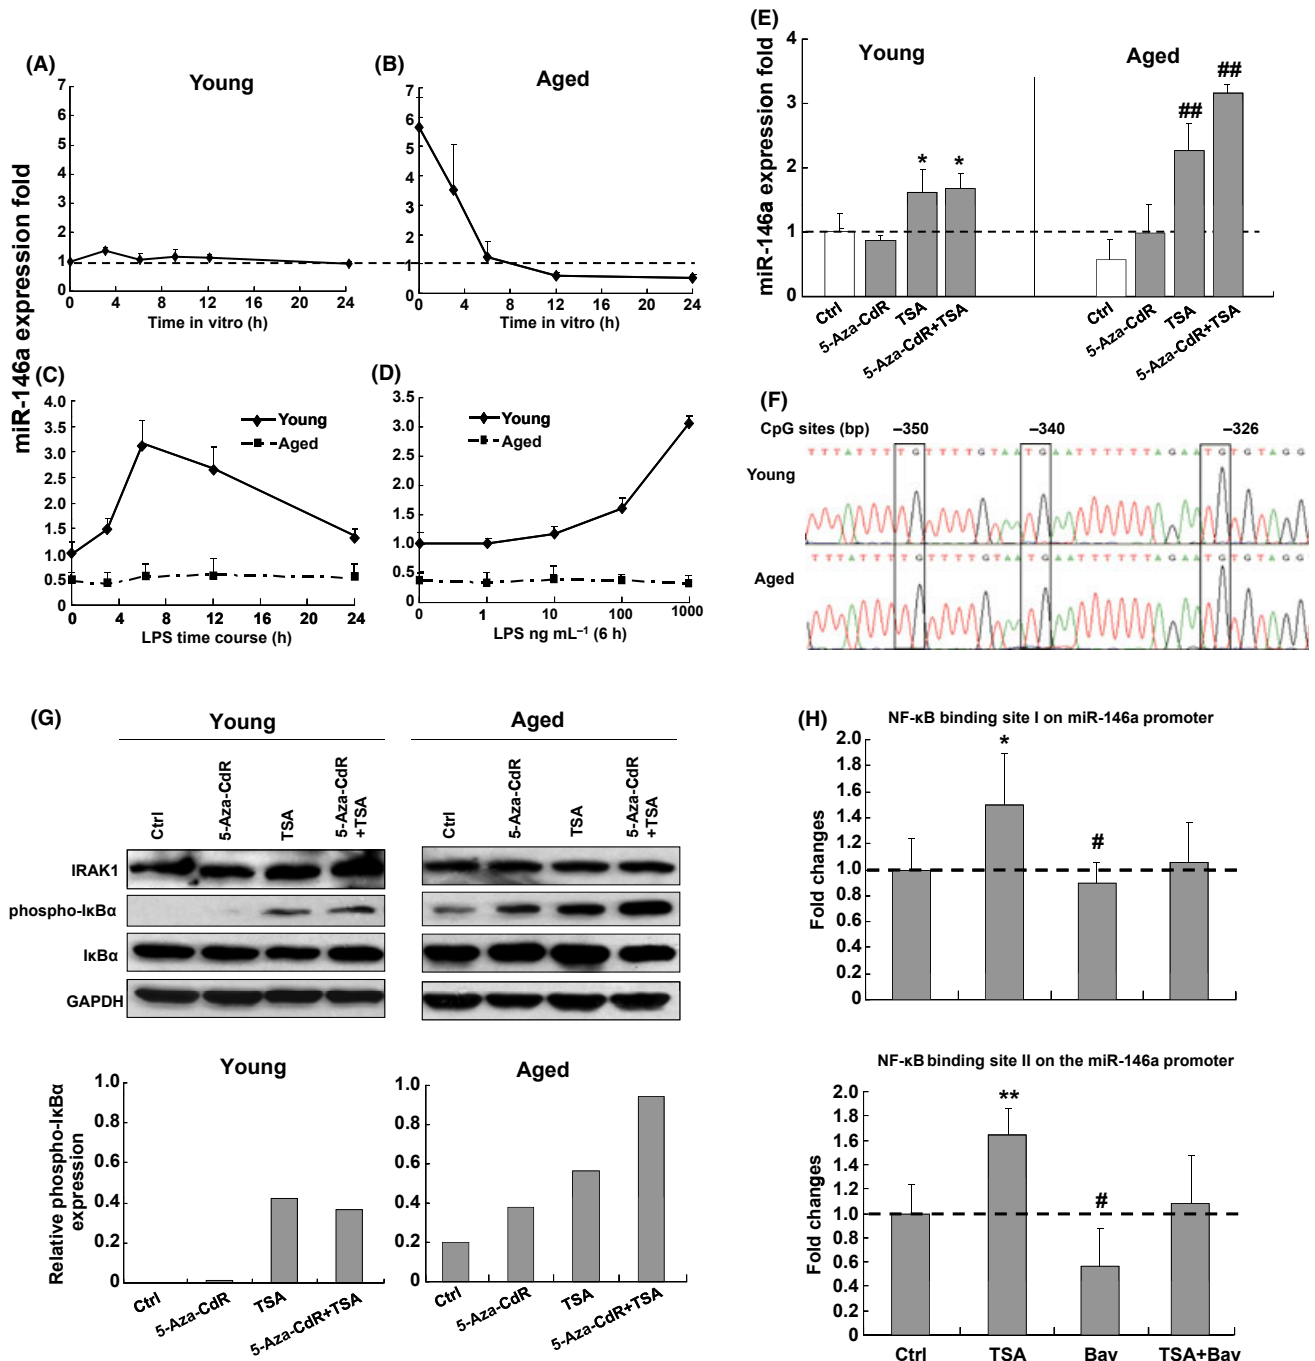 (A)
Young
miR-146a expression fold
7
6
5
4
3
2
1
0
0 4 8 12 16 20 24
Time in vitro (h)
(B)
Aged
7
6
5
4
3
2
1
0
0 6 12 18 24
Time in vitro (h)
(C)
4.0
3.5
3.0
2.5
2.0
1.5
1.0
0.5
0
0 4 8 12 16 20 24
LPS time course (h)
Young
Aged
(D)
3.5
3.0
2.5
2.0
1.5
1.0
0.5
0
0 1 10 100 1000
LPS ng mL⁻¹ (6 h)
Young
Aged
(E)
miR-146a expression fold
4
3
2
1
0
Young
Aged
* *
## ##
Ctrl 5-Aza-CdR TSA 5-Aza-CdR+TSA
Ctrl 5-Aza-CdR TSA 5-Aza-CdR+TSA
(F)
CpG sites (bp) –350 –340 –326
T T T A T T T T G T T T T G T A A T G A A T T T T T A G A A T G T G T A G G
Young
T T T A T T T T G T T T T G T A A T G A A T T T T T A G A A T G T G T A G G
Aged
(G)
Young
Aged
Ctrl 5-Aza-CdR TSA 5-Aza-CdR +TSA
Ctrl 5-Aza-CdR TSA 5-Aza-CdR +TSA
IRAK1
phospho-IκBα
IκBα
GAPDH
Young
Relative phospho-IκBα
expression
1.0
0.8
0.6
0.4
0.2
0
Ctrl 5-Aza-CdR TSA 5-Aza-CdR+TSA
Aged
1.0
0.8
0.6
0.4
0.2
0
Ctrl 5-Aza-CdR TSA 5-Aza-CdR+TSA
(H)
NF-κB binding site I on miR-146a promoter
Fold changes
2.0
1.8
1.6
1.4
1.2
1.0
0.8
0.6
0.4
0.2
0
*
#
NF-κB binding site II on the miR-146a promoter
Fold changes
2.0
1.8
1.6
1.4
1.2
1.0
0.8
0.6
0.4
0.2
0
**
#
Ctrl TSA Bay TSA+Bay